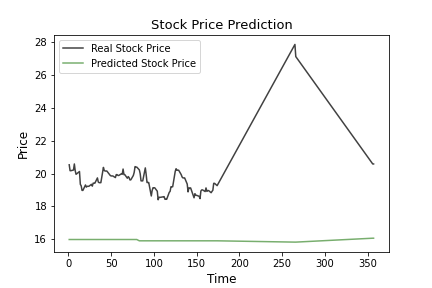 Stock Price Prediction
Real Stock Price
Predicted Stock Price
28
26
24
22
20
18
16
Price
0 50 100 150 200 250 300 350
Time